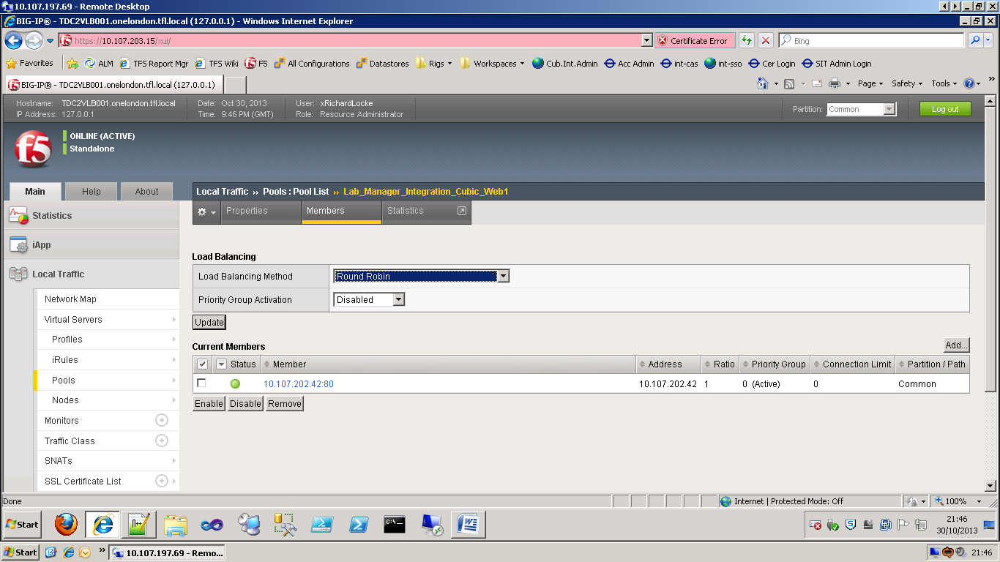 10.107.197.69 - Remote Desktop
BIG-IP® - TDC2VLB001.onelondon.tfl.local (127.0.0.1) - Windows Internet Explorer
https://10.107.203.15/xui/
Certificate Error
Bing
Favorites
ALM
TFS Report Mgr
TFS Wiki
F5
All Configurations
Datastores
Rigs
Workspaces
Cub.Int.Admin
Acc Admin
int-cas
int-sso
Cer Login
SIT Admin Login
BIG-IP® - TDC2VLB001.onelondon.tfl.local (127.0.0.1)
Page
Safety
Tools
Hostname: TDC2VLB001.onelondon.tfl.local
IP Address: 127.0.0.1
Date: Oct 30, 2013
Time: 9:46 PM (GMT)
User: xRichardLocke
Role: Resource Administrator
Partition: Common
Log out
f5
ONLINE (ACTIVE)
Standalone
Main
Help
About
Local Traffic » Pools : Pool List » Lab_Manager_Integration_Cubic_Web1
Properties
Members
Statistics
Statistics
iApp
Local Traffic
Network Map
Virtual Servers
Profiles
iRules
Pools
Nodes
Monitors
Traffic Class
SNATs
SSL Certificate List
Load Balancing
Load Balancing Method Round Robin
Priority Group Activation Disabled
Update
Current Members
Add...
Status Member Address Ratio Priority Group Connection Limit Partition / Path
10.107.202.42:80 10.107.202.42 1 0 (Active) 0 Common
Enable Disable Remove
Done
Internet | Protected Mode: Off
100%
Start
21:46
30/10/2013
Start
10.107.197.69 - Remo...
21:46